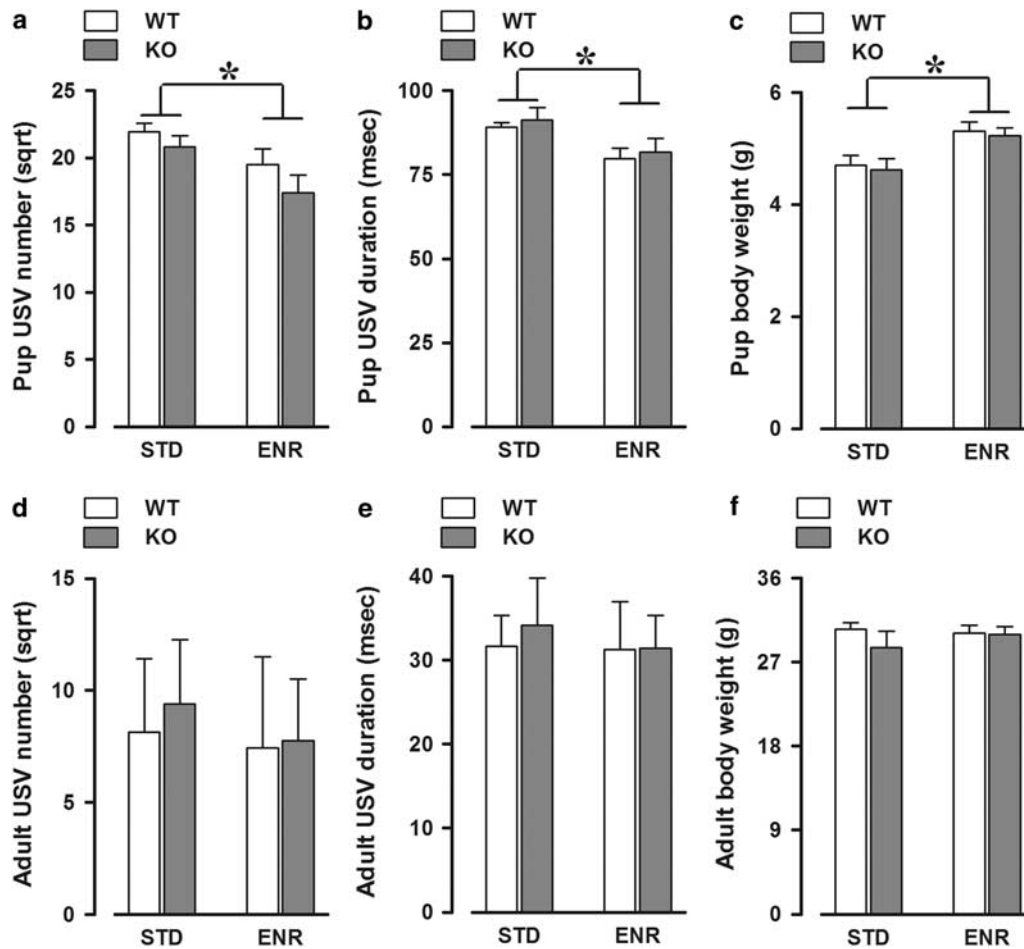 a
WT
KO
*
Pup USV number (sqrt)
25
20
15
10
5
0
STD ENR
b
WT
KO
*
Pup USV duration (msec)
100
75
50
25
0
STD ENR
c
WT
KO
*
Pup body weight (g)
6
4
2
0
STD ENR
d
WT
KO
Adult USV number (sqrt)
15
10
5
0
STD ENR
e
WT
KO
Adult USV duration (msec)
40
30
20
10
0
STD ENR
f
WT
KO
Adult body weight (g)
36
27
18
9
0
STD ENR